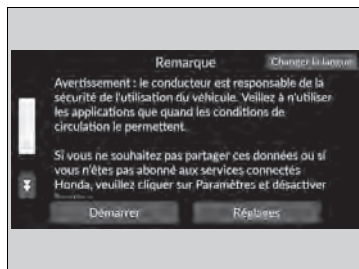 Remarque
Changer la langue
Avertissement : le conducteur est responsable de la
sécurité de l'utilisation du véhicule. Veillez à n'utiliser
les applications que quand les conditions de
circulation le permettent.
Si vous ne souhaitez pas partager ces données ou si
vous n'êtes pas abonné aux services connectés
Honda, veuillez cliquer sur Paramètres et désactiver
Démarrer
Réglages